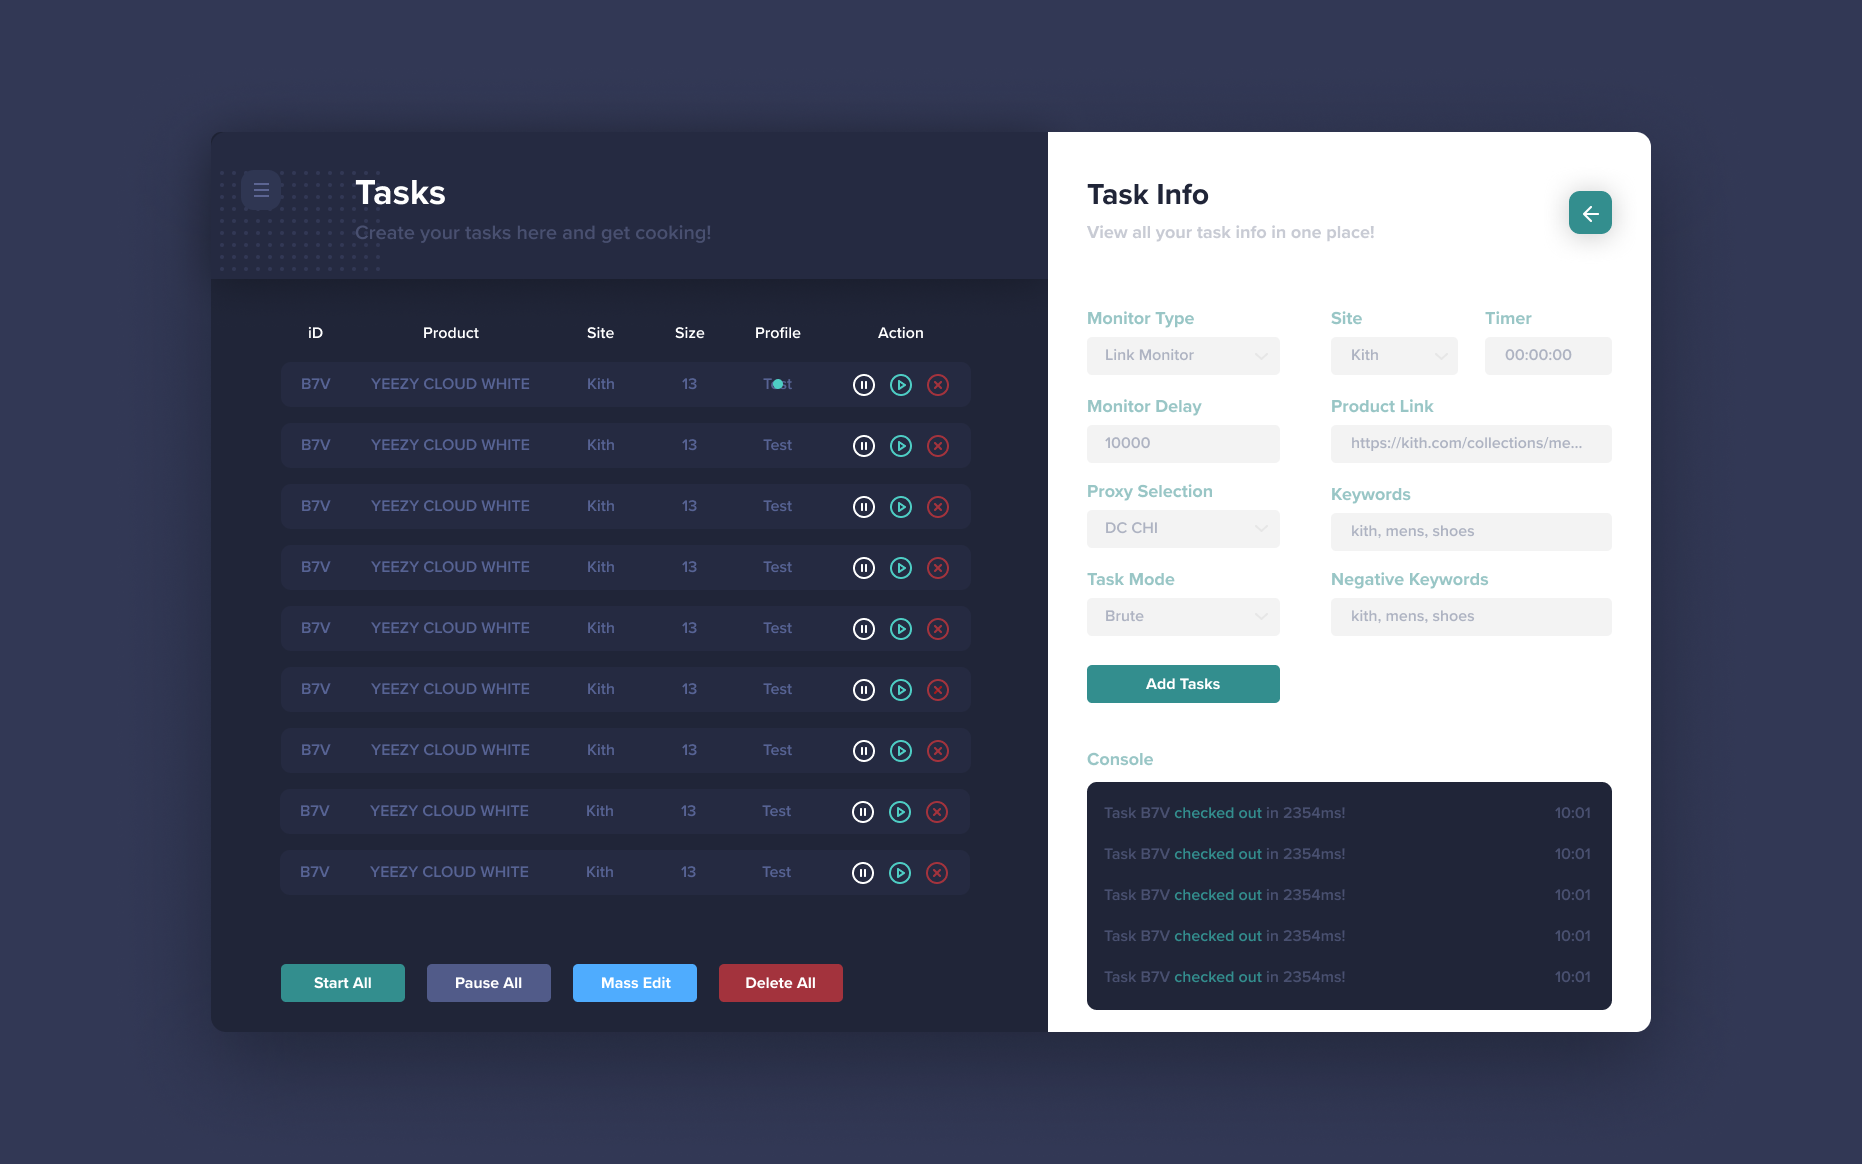 Tasks
Create your tasks here and get cooking!
iD Product Site Size Profile Action
B7V YEEZY CLOUD WHITE Kith 13 Test
B7V YEEZY CLOUD WHITE Kith 13 Test
B7V YEEZY CLOUD WHITE Kith 13 Test
B7V YEEZY CLOUD WHITE Kith 13 Test
B7V YEEZY CLOUD WHITE Kith 13 Test
B7V YEEZY CLOUD WHITE Kith 13 Test
B7V YEEZY CLOUD WHITE Kith 13 Test
B7V YEEZY CLOUD WHITE Kith 13 Test
B7V YEEZY CLOUD WHITE Kith 13 Test
Start All Pause All Mass Edit Delete All
Task Info
View all your task info in one place!
Monitor Type Site Timer
Link Monitor Kith 00:00:00
Monitor Delay Product Link
10000 https://kith.com/collections/me...
Proxy Selection Keywords
DC CHI kith, mens, shoes
Task Mode Negative Keywords
Brute kith, mens, shoes
Add Tasks
Console
Task B7V checked out in 2354ms! 10:01
Task B7V checked out in 2354ms! 10:01
Task B7V checked out in 2354ms! 10:01
Task B7V checked out in 2354ms! 10:01
Task B7V checked out in 2354ms! 10:01